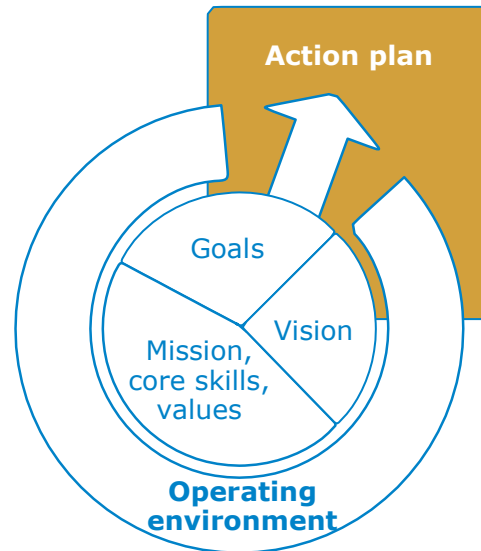 Action plan
Goals
Vision
Mission,
core skills,
values
Operating
environment